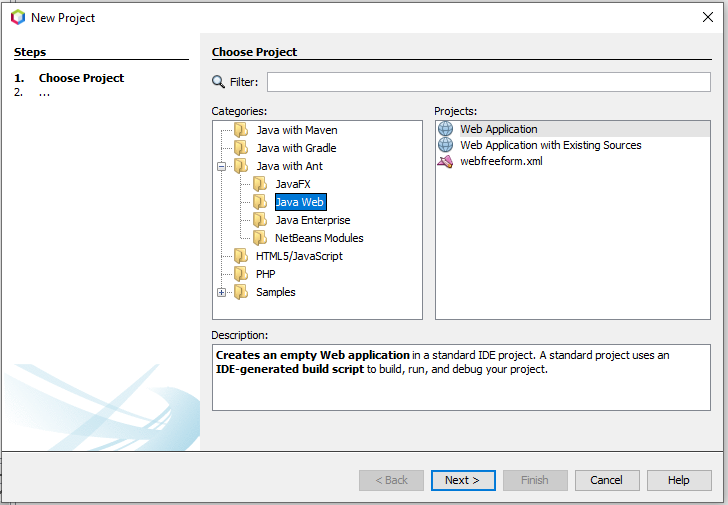 New Project
Steps
1. Choose Project
2. ...
Choose Project
Filter:
Categories:
Java with Maven
Java with Gradle
Java with Ant
JavaFX
Java Web
Java Enterprise
NetBeans Modules
HTML5/JavaScript
PHP
Samples
Projects:
Web Application
Web Application with Existing Sources
webfreeform.xml
Description:
Creates an empty Web application in a standard IDE project. A standard project uses an
IDE-generated build script to build, run, and debug your project.
< Back
Next >
Finish
Cancel
Help